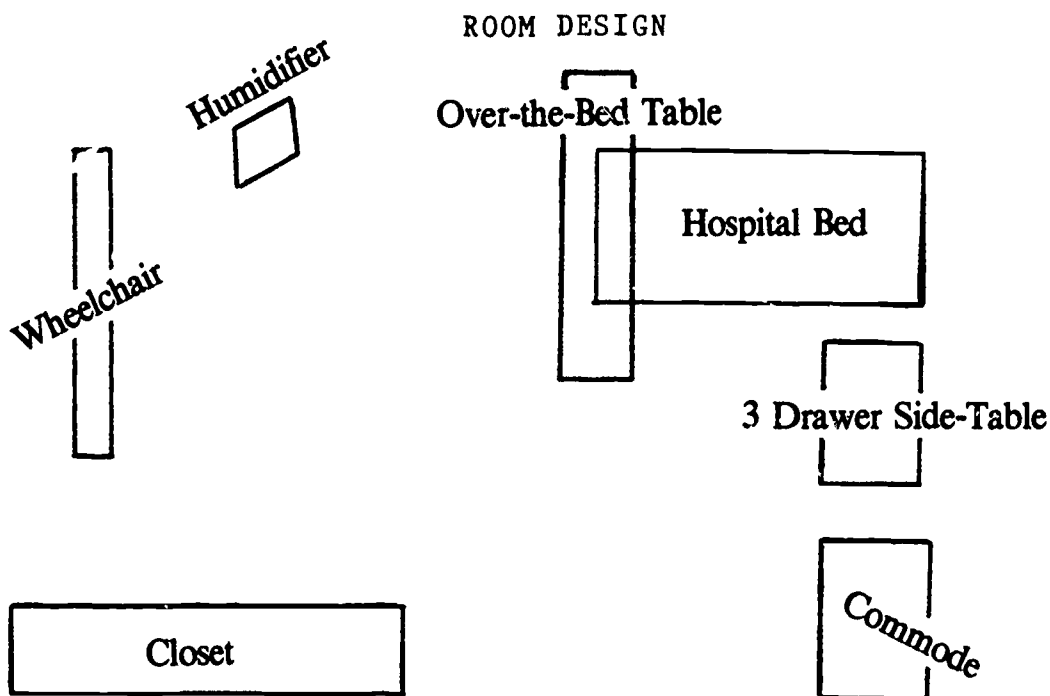 ROOM DESIGN
Humidifier
Over-the-Bed Table
Hospital Bed
Wheelchair
3 Drawer Side-Table
Closet
Commode